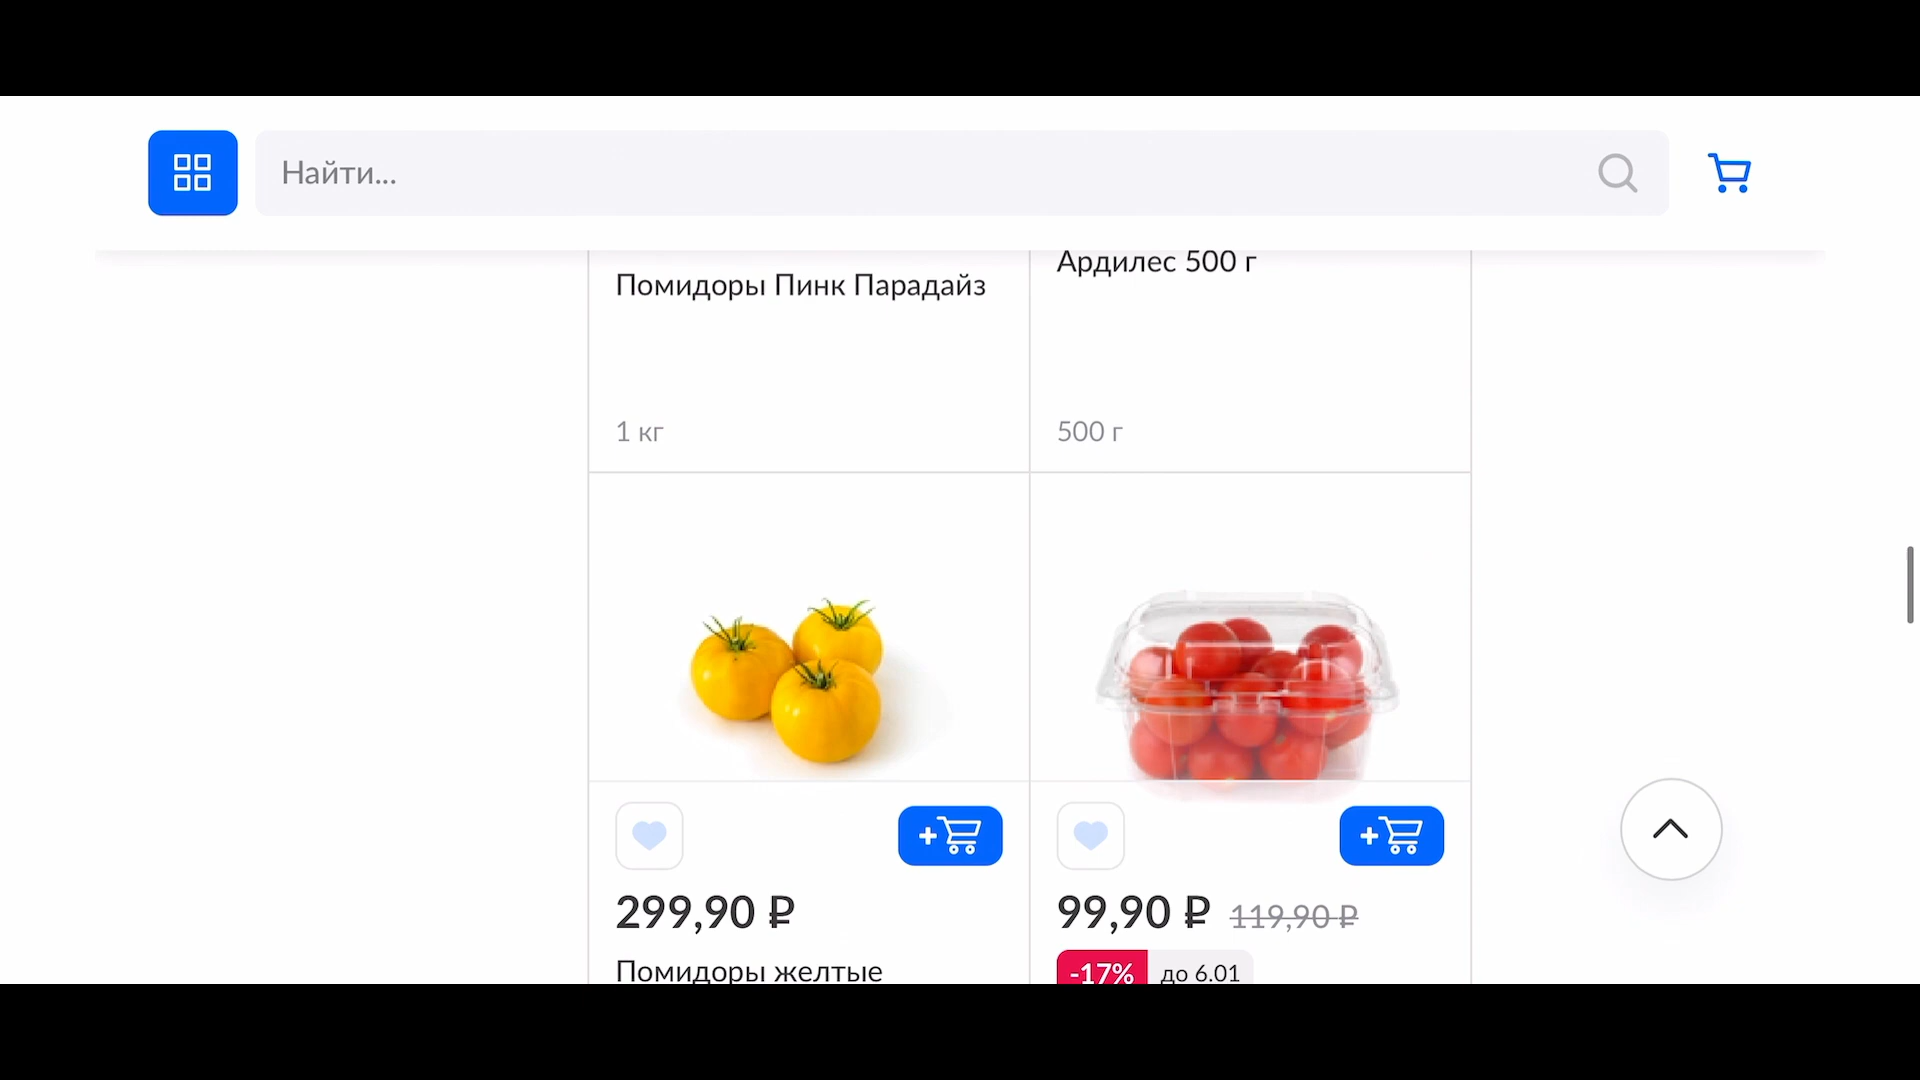 Найти...
Помидоры Пинк Парадайз
Ардилес 500 г
1 кг
500 г
299,90 ₽
99,90 ₽ 119,90 ₽
Помидоры желтые
-17% до 6.01